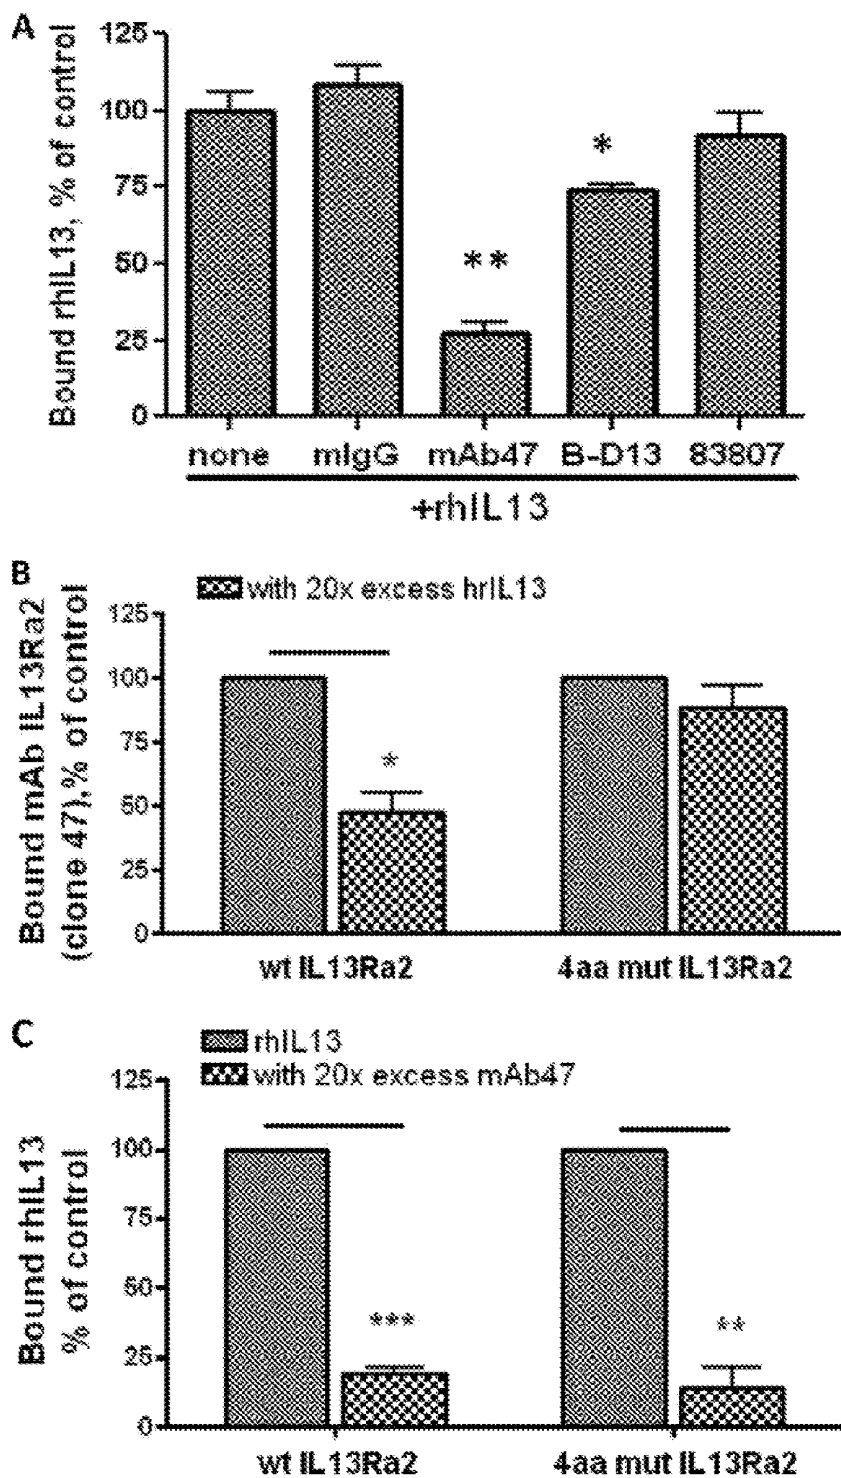 A
Bound rhIL13, % of control
125
100
75
50
25
0
**
*
none mIgG mAb47 B-D13 83807
+rhIL13
B
with 20x excess hrIL13
Bound mAb IL13Ra2
(clone 47),% of control
125
100
75
50
25
0
*
wt IL13Ra2 4aa mut IL13Ra2
C
rhIL13
with 20x excess mAb47
Bound rhIL13
% of control
125
100
75
50
25
0
***
**
wt IL13Ra2 4aa mut IL13Ra2